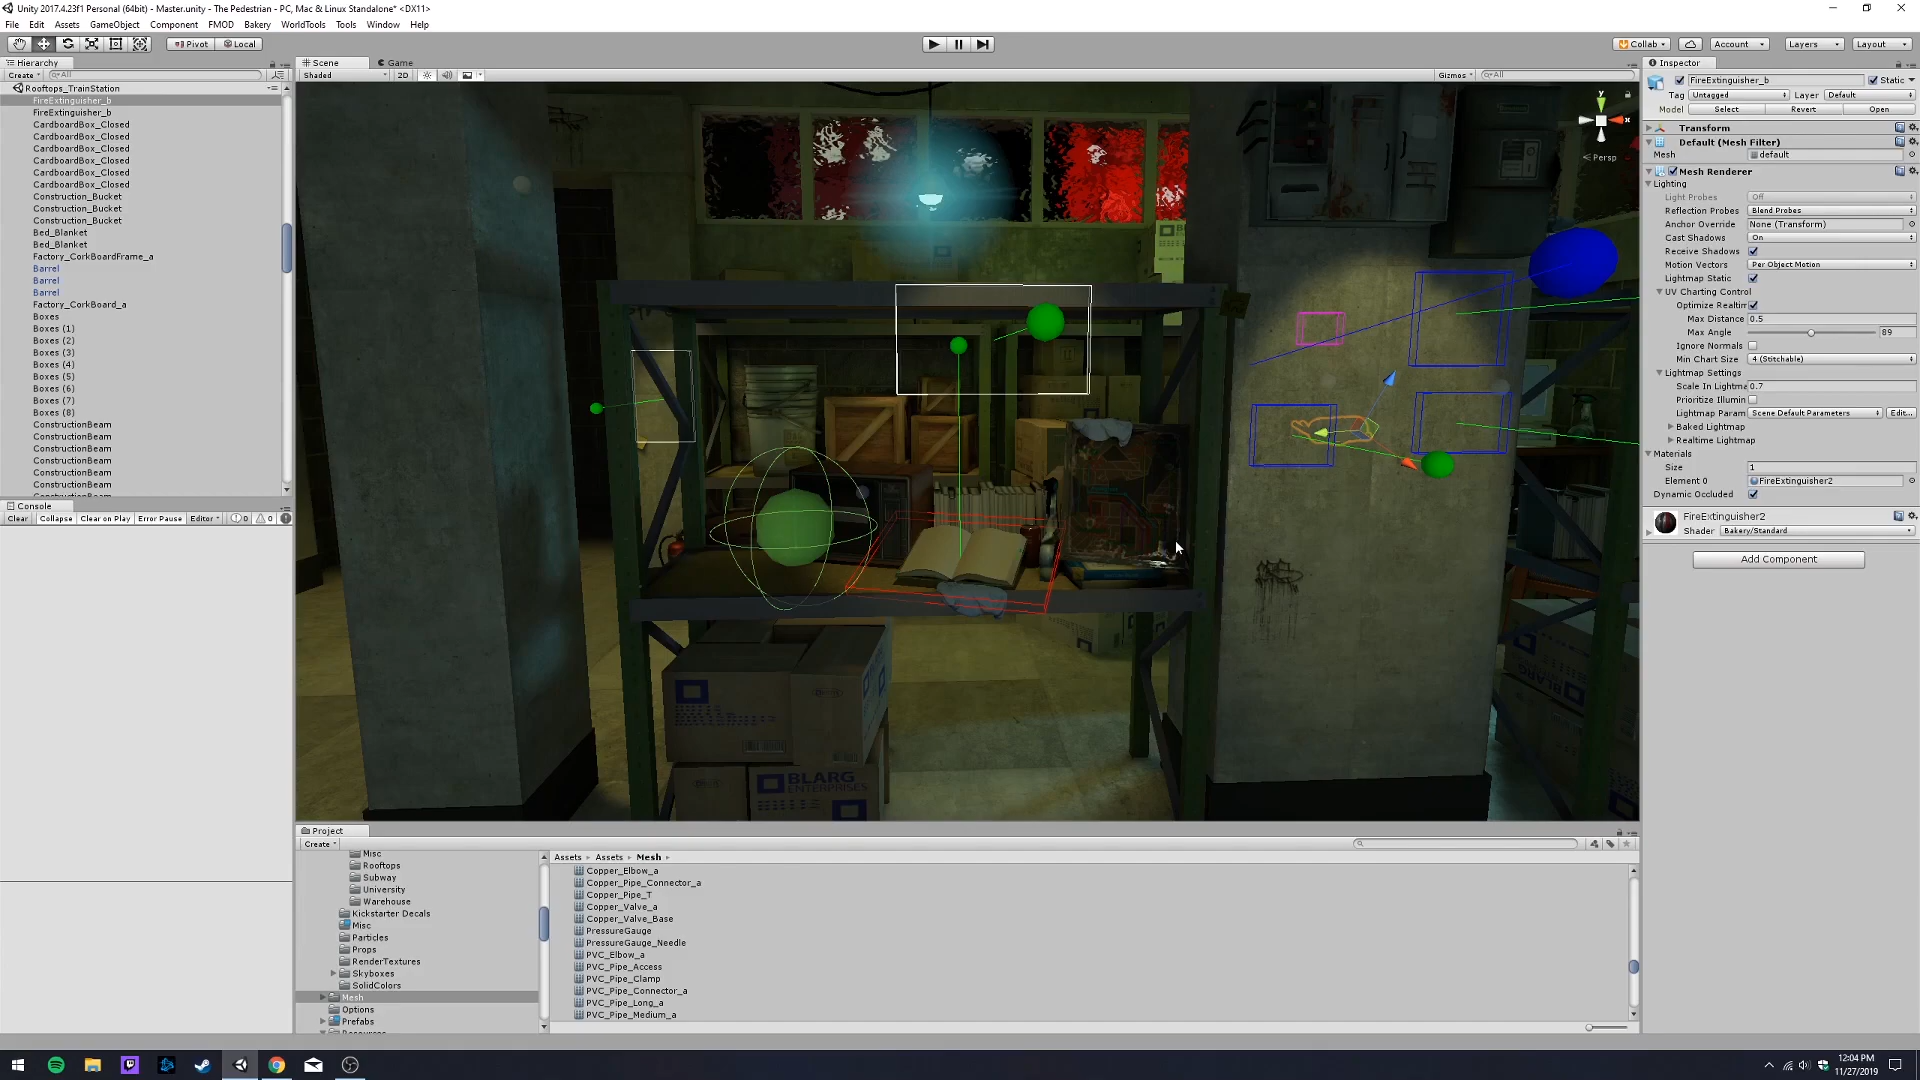 Unity 2017.4.23f1 Personal (64bit) - Master.unity - The Pedestrian - PC, Mac & Linux Standalone* <DX11>
File Edit Assets GameObject Component FMOD Bakery WorldTools Tools Window Help
Pivot Local
Collab Account Layers Layout
Hierarchy
Create All
Rooftops_TrainStation
FireExtinguisher_b
FireExtinguisher_b
CardboardBox_Closed
CardboardBox_Closed
CardboardBox_Closed
CardboardBox_Closed
CardboardBox_Closed
CardboardBox_Closed
Construction_Bucket
Construction_Bucket
Construction_Bucket
Bed_Blanket
Bed_Blanket
Factory_CorkBoardFrame_a
Barrel
Barrel
Barrel
Factory_CorkBoard_a
Boxes
Boxes (1)
Boxes (2)
Boxes (3)
Boxes (4)
Boxes (5)
Boxes (6)
Boxes (7)
Boxes (8)
ConstructionBeam
ConstructionBeam
ConstructionBeam
ConstructionBeam
ConstructionBeam
ConstructionBeam
ConstructionBeam
Console
Clear Collapse Clear on Play Error Pause Editor 0 0
Scene Game
Shaded 2D Gizmos All
y
x
Persp
BLARG
ENTERPRISES
BLARG
Inspector
FireExtinguisher_b Static
Tag Untagged Layer Default
Model Select Revert Open
Transform
Default (Mesh Filter)
Mesh default
Mesh Renderer
Lighting
Light Probes Off
Reflection Probes Blend Probes
Anchor Override None (Transform)
Cast Shadows On
Receive Shadows
Motion Vectors Per Object Motion
Lightmap Static
UV Charting Control
Optimize Realtim
Max Distance 0.5
Max Angle 89
Ignore Normals
Min Chart Size 4 (Stitchable)
Lightmap Settings
Scale In Lightma 0.7
Prioritize Illumin
Lightmap Param Scene Default Parameters Edit...
Baked Lightmap
Realtime Lightmap
Materials
Size 1
Element 0 FireExtinguisher2
Dynamic Occluded
FireExtinguisher2
Shader Bakery/Standard
Add Component
Project
Create
Misc
Rooftops
Subway
University
Warehouse
Kickstarter Decals
Misc
Particles
Props
RenderTextures
Skyboxes
SolidColors
Mesh
Options
Prefabs
Resources
Assets Assets Mesh
Copper_Elbow_a
Copper_Pipe_Connector_a
Copper_Pipe_T
Copper_Valve_a
Copper_Valve_Base
PressureGauge
PressureGauge_Needle
PVC_Elbow_a
PVC_Pipe_Access
PVC_Pipe_Clamp
PVC_Pipe_Connector_a
PVC_Pipe_Long_a
PVC_Pipe_Medium_a
12:04 PM
11/27/2019